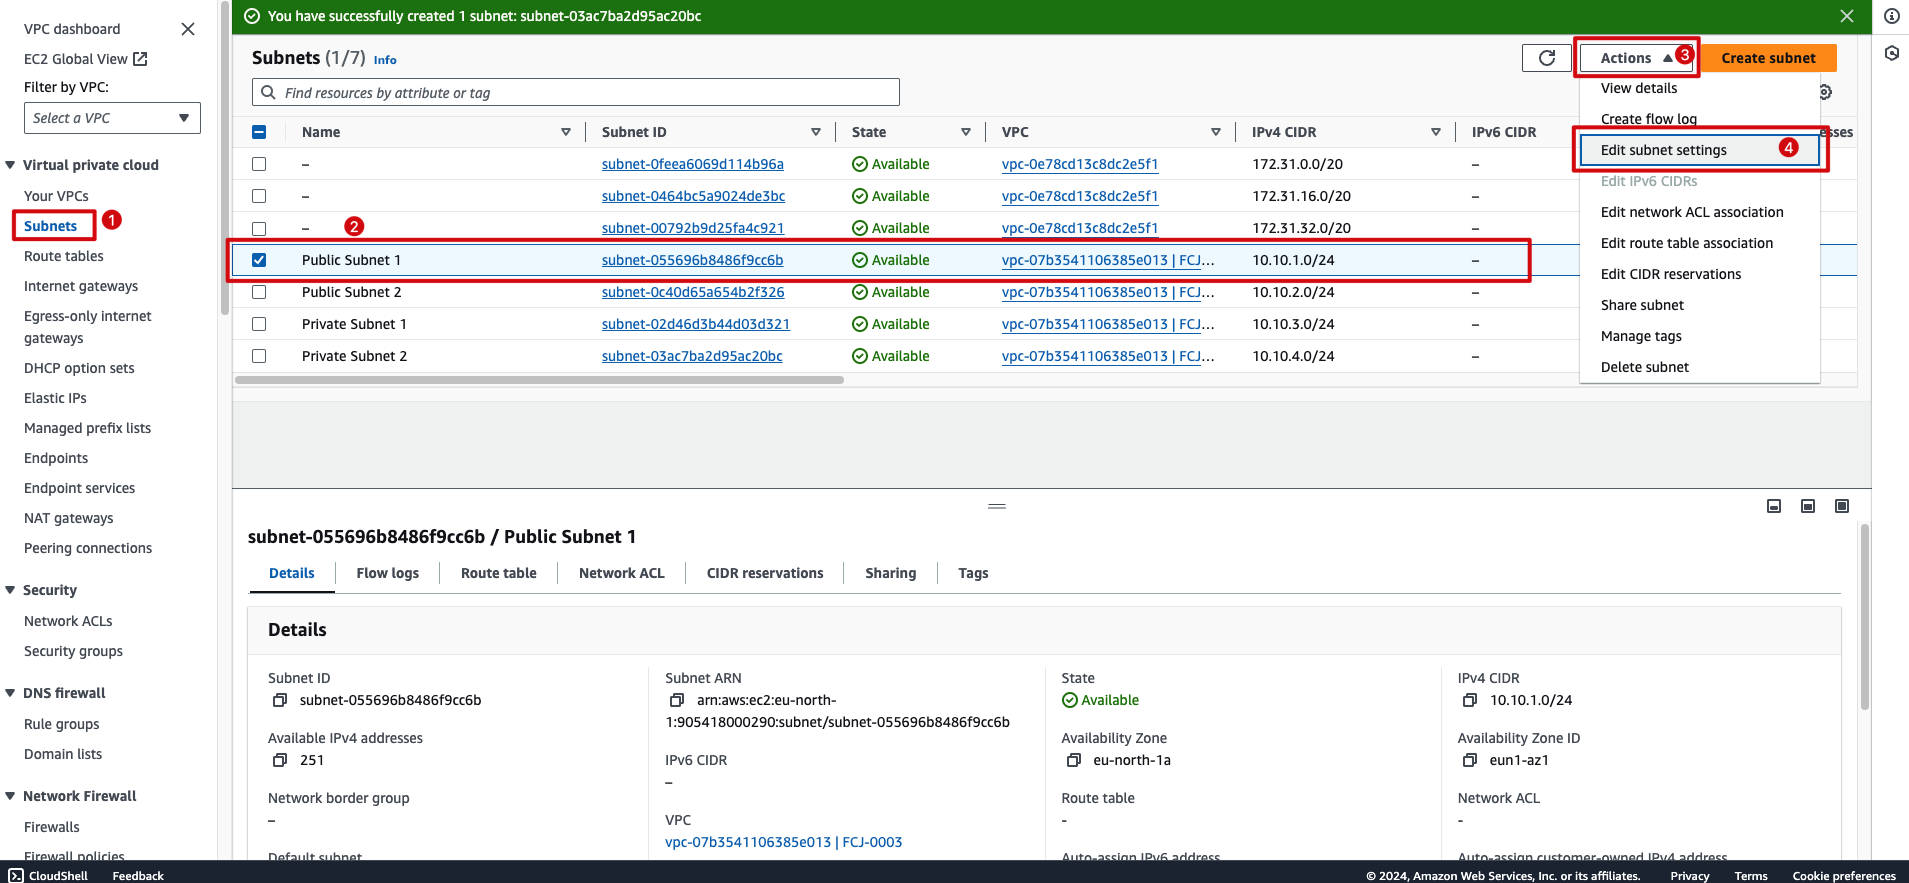 You have successfully created 1 subnet: subnet-03ac7ba2d95ac20bc
VPC dashboard
EC2 Global View
Filter by VPC:
Select a VPC
Virtual private cloud
Your VPCs
Subnets
1
Route tables
Internet gateways
Egress-only internet
gateways
DHCP option sets
Elastic IPs
Managed prefix lists
Endpoints
Endpoint services
NAT gateways
Peering connections
Security
Network ACLs
Security groups
DNS firewall
Rule groups
Domain lists
Network Firewall
Firewalls
Firewall policies
Subnets (1/7) Info
Actions 3
Create subnet
Find resources by attribute or tag
Name Subnet ID State VPC IPv4 CIDR IPv6 CIDR esses
– subnet-0feea6069d114b96a Available vpc-0e78cd13c8dc2e5f1 172.31.0.0/20 –
– subnet-0464bc5a9024de3bc Available vpc-0e78cd13c8dc2e5f1 172.31.16.0/20 –
– 2 subnet-00792b9d25fa4c921 Available vpc-0e78cd13c8dc2e5f1 172.31.32.0/20 –
Public Subnet 1 subnet-055696b8486f9cc6b Available vpc-07b3541106385e013 | FCJ... 10.10.1.0/24 –
Public Subnet 2 subnet-0c40d65a654b2f326 Available vpc-07b3541106385e013 | FCJ... 10.10.2.0/24 –
Private Subnet 1 subnet-02d46d3b44d03d321 Available vpc-07b3541106385e013 | FCJ... 10.10.3.0/24 –
Private Subnet 2 subnet-03ac7ba2d95ac20bc Available vpc-07b3541106385e013 | FCJ... 10.10.4.0/24 –
View details
Create flow log
Edit subnet settings 4
Edit IPv6 CIDRs
Edit network ACL association
Edit route table association
Edit CIDR reservations
Share subnet
Manage tags
Delete subnet
subnet-055696b8486f9cc6b / Public Subnet 1
Details Flow logs Route table Network ACL CIDR reservations Sharing Tags
Details
Subnet ID
subnet-055696b8486f9cc6b
Available IPv4 addresses
251
Network border group
–
Default subnet
Subnet ARN
arn:aws:ec2:eu-north-
1:905418000290:subnet/subnet-055696b8486f9cc6b
IPv6 CIDR
–
VPC
vpc-07b3541106385e013 | FCJ-0003
State
Available
Availability Zone
eu-north-1a
Route table
-
Auto-assign IPv6 address
IPv4 CIDR
10.10.1.0/24
Availability Zone ID
eun1-az1
Network ACL
-
Auto-assign customer-owned IPv4 address
CloudShell Feedback © 2024, Amazon Web Services, Inc. or its affiliates. Privacy Terms Cookie preferences